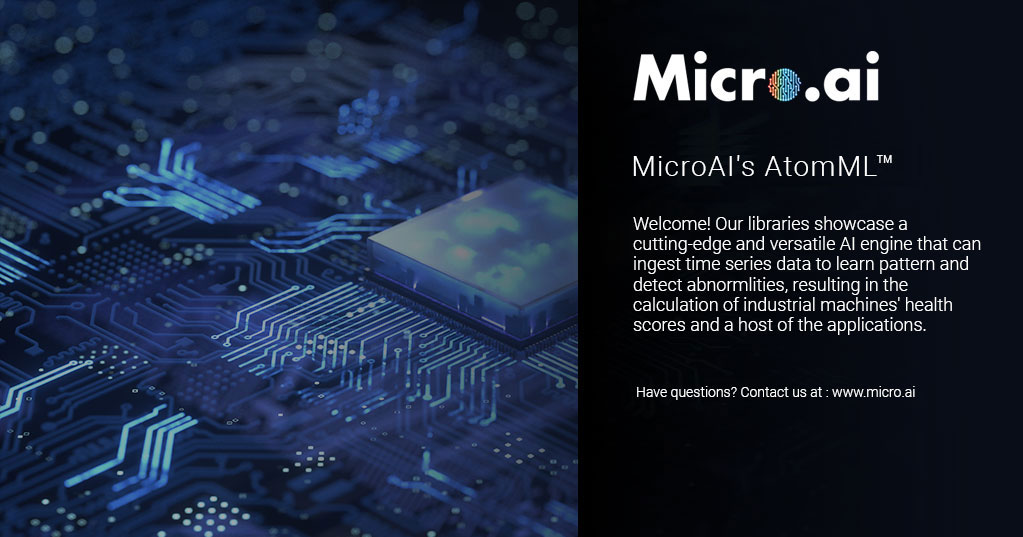 Micro.ai
MicroAI's AtomML™
Welcome! Our libraries showcase a
cutting-edge and versatile AI engine that can
ingest time series data to learn pattern and
detect abnormlities, resulting in the
calculation of industrial machines' health
scores and a host of the applications.
Have questions? Contact us at : www.micro.ai